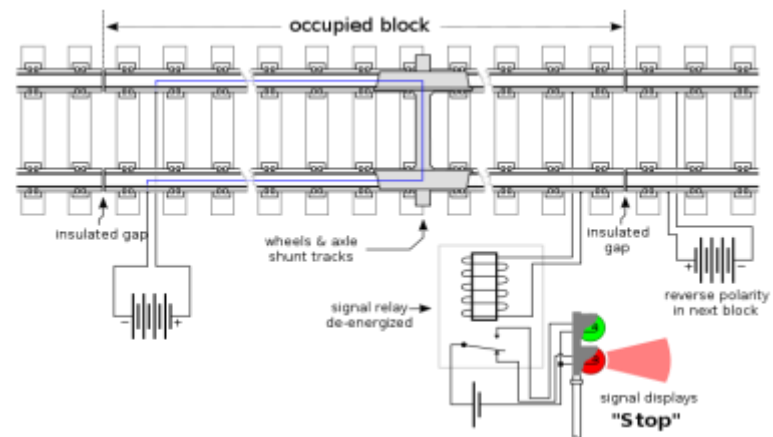 occupied block
insulated gap
wheels & axle
shunt tracks
insulated
gap
- +
+ -
reverse polarity
in next block
signal relay
de-energized
signal displays
"Stop"